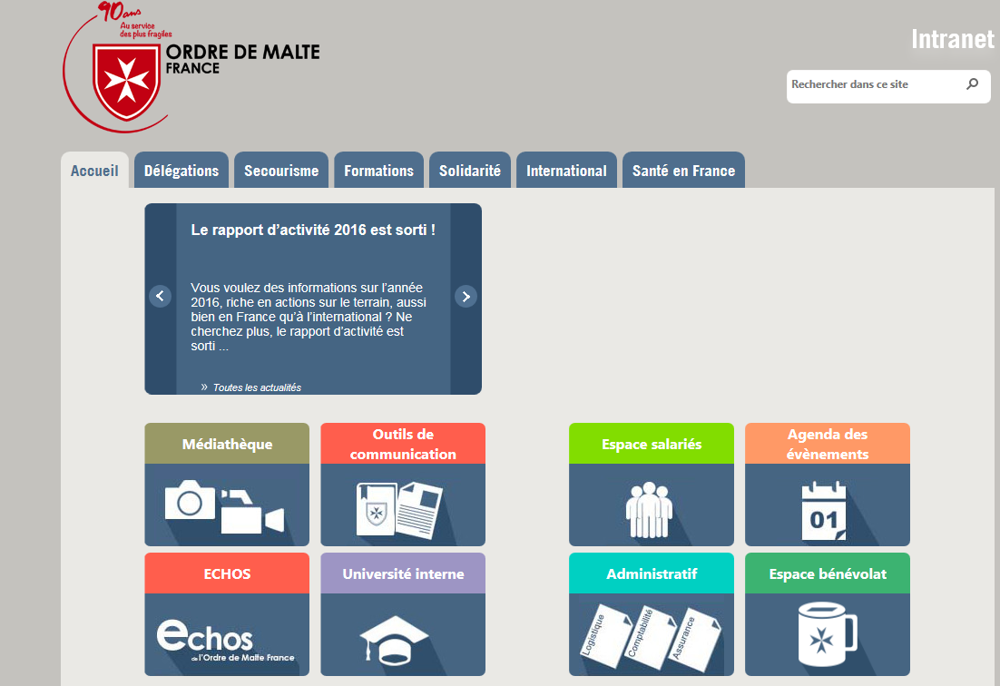 90ans
Au service
des plus fragiles
ORDRE DE MALTE
FRANCE
Intranet
Rechercher dans ce site
Accueil
Délégations
Secourisme
Formations
Solidarité
International
Santé en France
Le rapport d’activité 2016 est sorti !
Vous voulez des informations sur l’année
2016, riche en actions sur le terrain, aussi
bien en France qu’à l’international ? Ne
cherchez plus, le rapport d’activité est
sorti ...
» Toutes les actualités
Médiathèque
Outils de
communication
Espace salariés
Agenda des
évènements
01
ECHOS
Université interne
Administratif
Espace bénévolat
echos
de l'Ordre de Malte France
Logistique
Comptabilité
Assurance